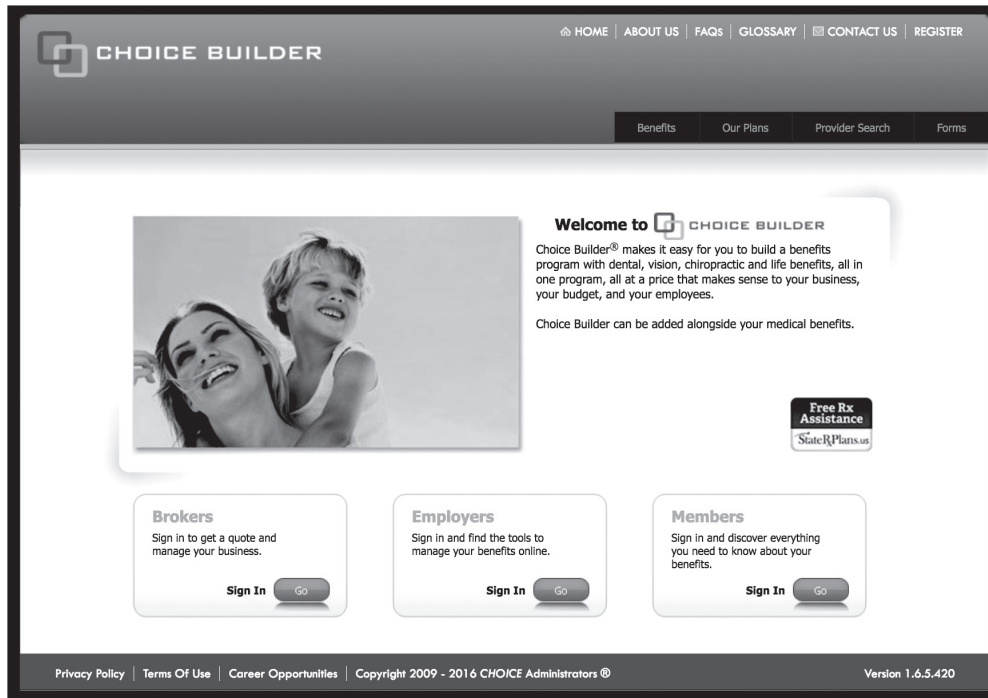 CHOICE BUILDER
HOME | ABOUT US | FAQs | GLOSSARY | CONTACT US | REGISTER
Benefits Our Plans Provider Search Forms
Welcome to CHOICE BUILDER
Choice Builder® makes it easy for you to build a benefits
program with dental, vision, chiropractic and life benefits, all in
one program, all at a price that makes sense to your business,
your budget, and your employees.
Choice Builder can be added alongside your medical benefits.
Free Rx
Assistance
StateRxPlans.us
Brokers
Sign in to get a quote and
manage your business.
Sign In Go
Employers
Sign in and find the tools to
manage your benefits online.
Sign In Go
Members
Sign in and discover everything
you need to know about your
benefits.
Sign In Go
Privacy Policy | Terms Of Use | Career Opportunities | Copyright 2009 - 2016 CHOICE Administrators ® Version 1.6.5.420